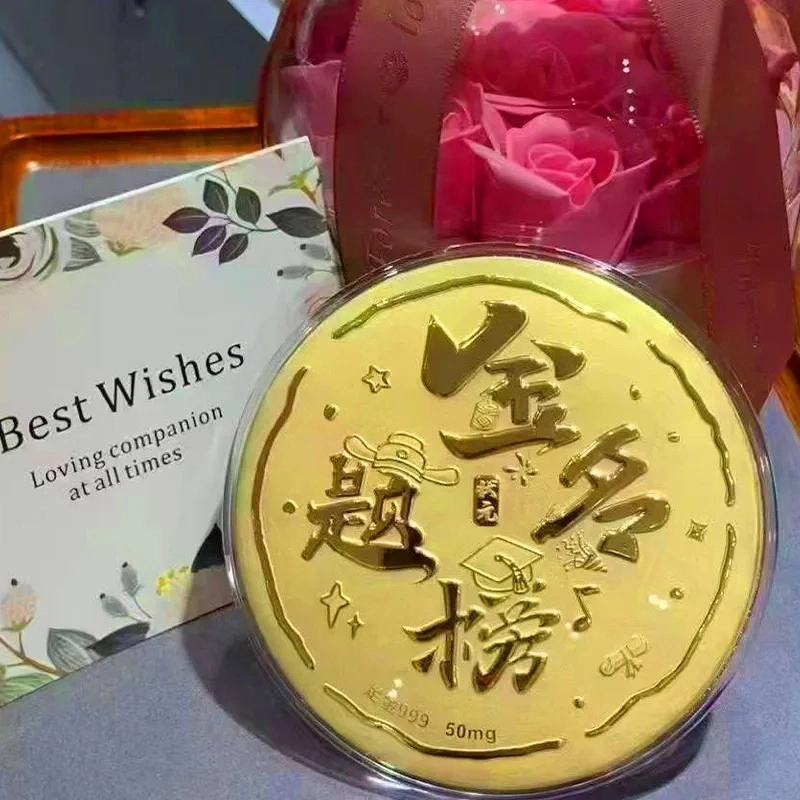 Best Wishes
Loving companion
at all times
金
榜
题
名
状元
足金999 50mg